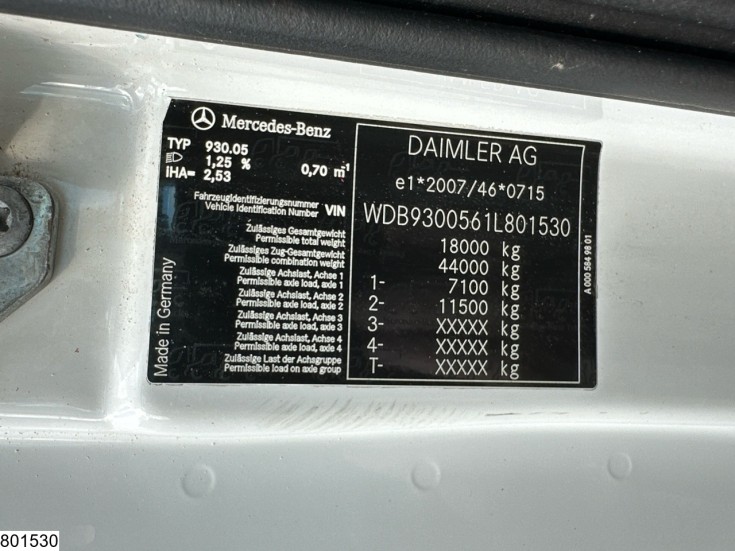 Mercedes-Benz
TYP 930.05
1,25 % 0,70 m⁻¹
IHA= 2,53
Fahrzeugidentifizierungsnummer
Vehicle Identification Number VIN
Zulässiges Gesamtgewicht
Permissible total weight
Zulässiges Zug-Gesamtgewicht
Permissible combination weight
Zulässige Achslast, Achse 1
Permissible axle load, axle 1
Zulässige Achslast, Achse 2
Permissible axle load, axle 2
Zulässige Achslast, Achse 3
Permissible axle load, axle 3
Zulässige Achslast, Achse 4
Permissible axle load, axle 4
Zulässige Last der Achsgruppe
Permissible load on axle group
Made in Germany
DAIMLER AG
e1*2007/46*0715
WDB9300561L801530
18000 kg
44000 kg
1- 7100 kg
2- 11500 kg
3- XXXXX kg
4- XXXXX kg
T- XXXXX kg
A 000 584 98 01
801530